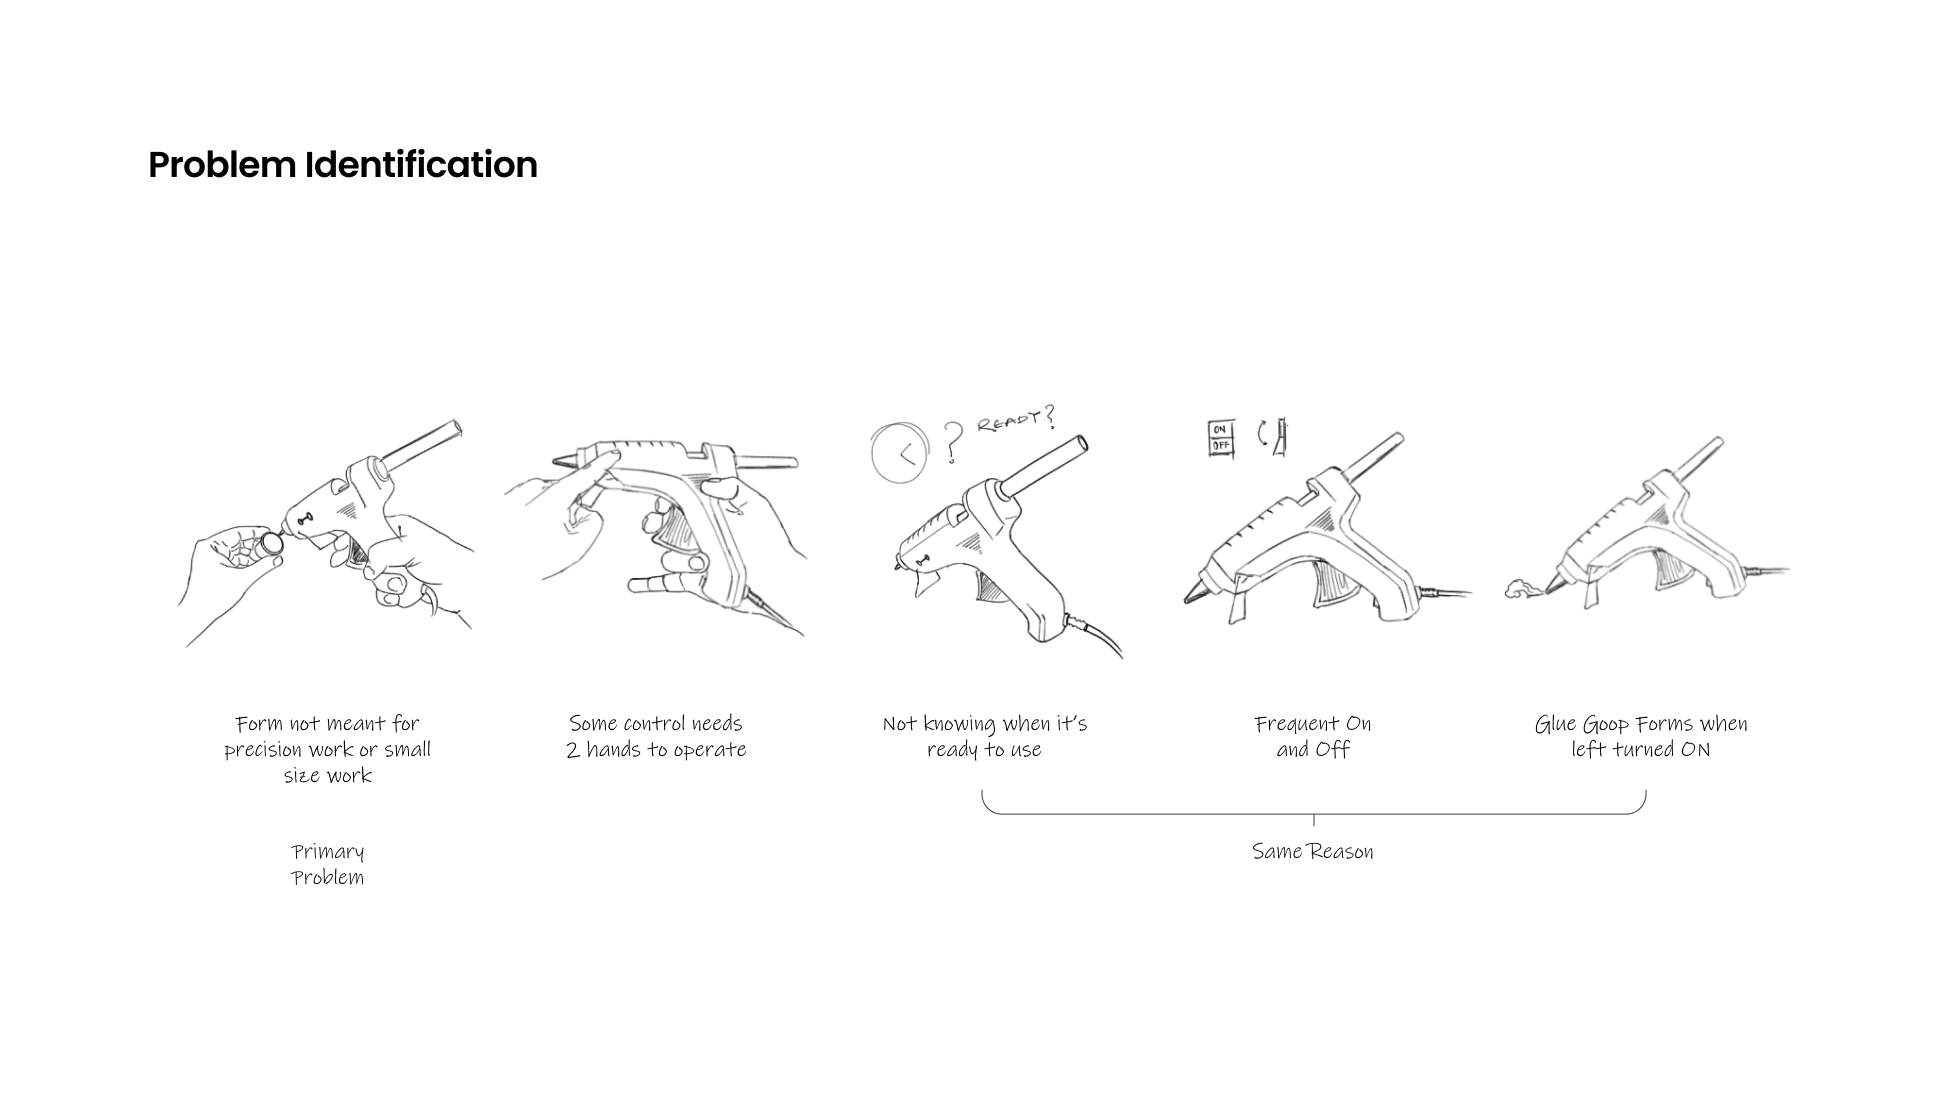 Problem Identification
READY?
ON
OFF
Form not meant for
precision work or small
size work
Some control needs
2 hands to operate
Not knowing when it's
ready to use
Frequent On
and Off
Glue Goop Forms when
left turned ON
Primary
Problem
Same Reason